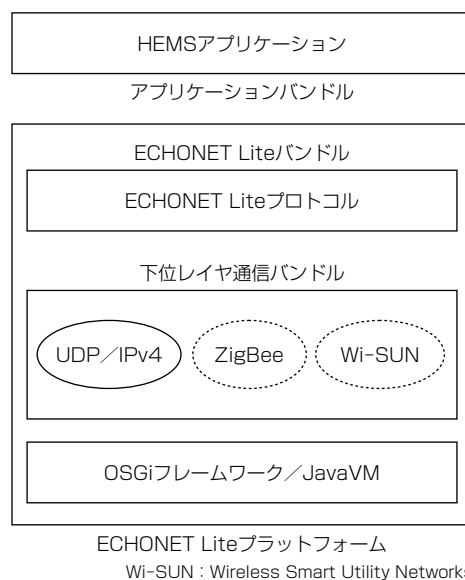 HEMSアプリケーション
アプリケーションバンドル
ECHONET Liteバンドル
ECHONET Liteプロトコル
下位レイヤ通信バンドル
UDP／IPv4 ZigBee Wi-SUN
OSGiフレームワーク／JavaVM
ECHONET Liteプラットフォーム
Wi-SUN：Wireless Smart Utility Networks